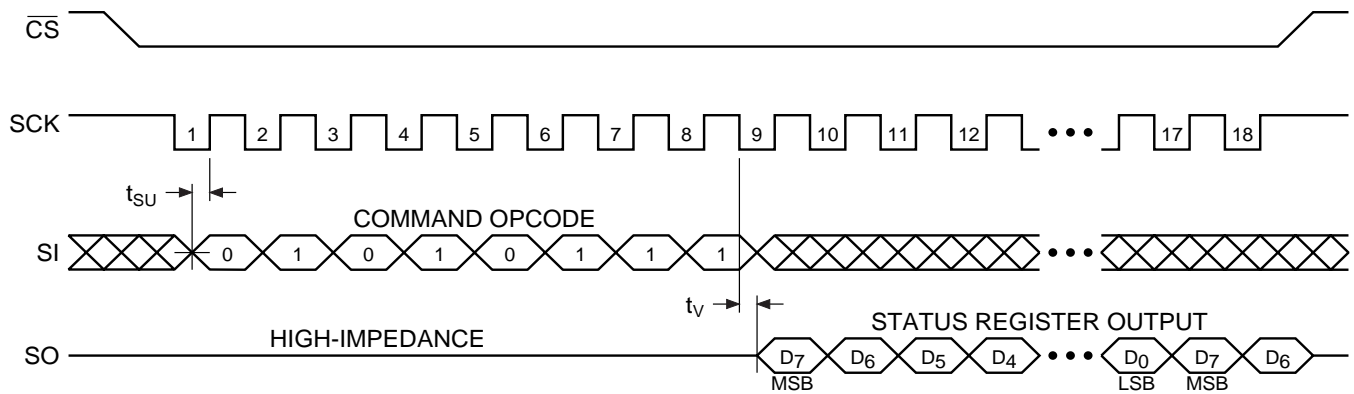 CS
SCK 1 2 3 4 5 6 7 8 9 10 11 12 ••• 17 18
tSU
COMMAND OPCODE
SI 0 1 0 1 0 1 1 1 •••
tV
HIGH-IMPEDANCE
STATUS REGISTER OUTPUT
SO D7 D6 D5 D4 ••• D0 D7 D6
MSB LSB MSB